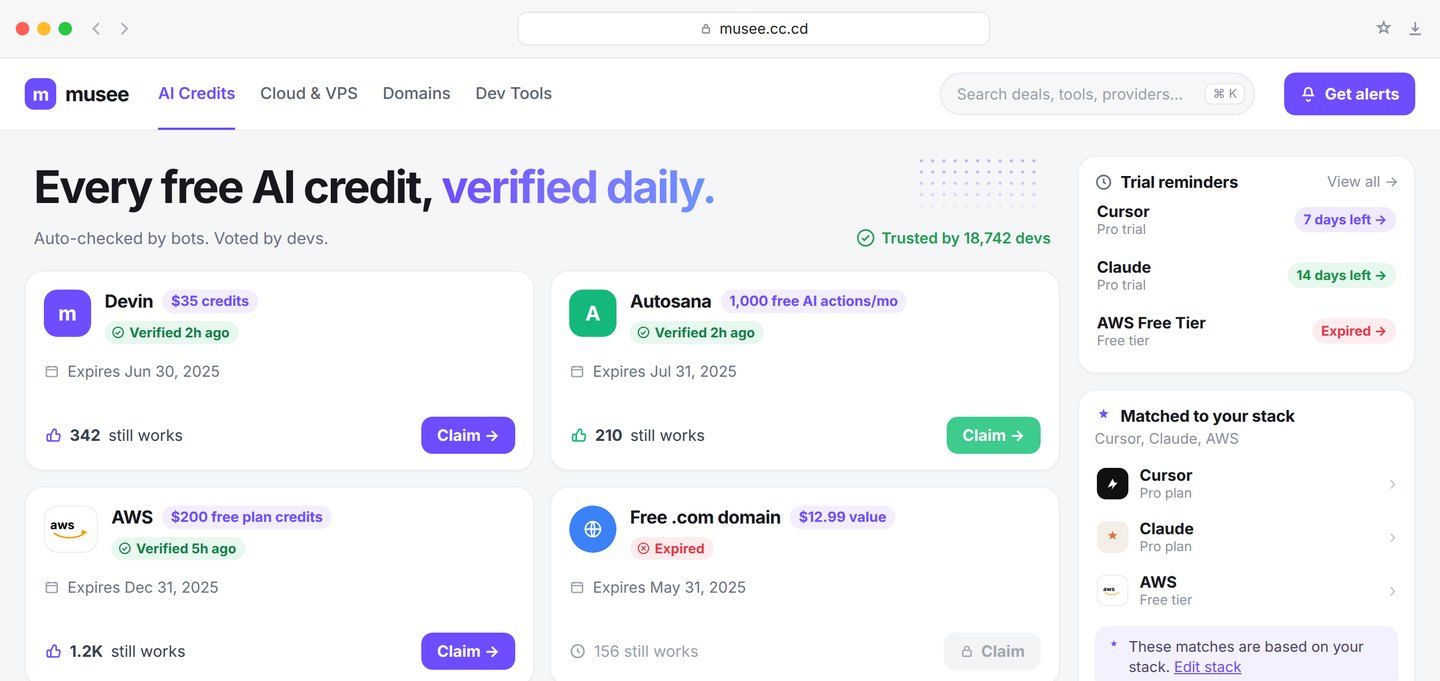 musee.cc.cd
m musee AI Credits Cloud & VPS Domains Dev Tools Search deals, tools, providers... ⌘ K Get alerts
Every free AI credit, verified daily.
Auto-checked by bots. Voted by devs.
Trusted by 18,742 devs
m Devin $35 credits
Verified 2h ago
Expires Jun 30, 2025
342 still works Claim →
A Autosana 1,000 free AI actions/mo
Verified 2h ago
Expires Jul 31, 2025
210 still works Claim →
aws AWS $200 free plan credits
Verified 5h ago
Expires Dec 31, 2025
1.2K still works Claim →
Free .com domain $12.99 value
Expired
Expires May 31, 2025
156 still works Claim
Trial reminders View all →
Cursor
Pro trial
7 days left →
Claude
Pro trial
14 days left →
AWS Free Tier
Free tier
Expired →
Matched to your stack
Cursor, Claude, AWS
Cursor
Pro plan
Claude
Pro plan
aws AWS
Free tier
These matches are based on your
stack. Edit stack